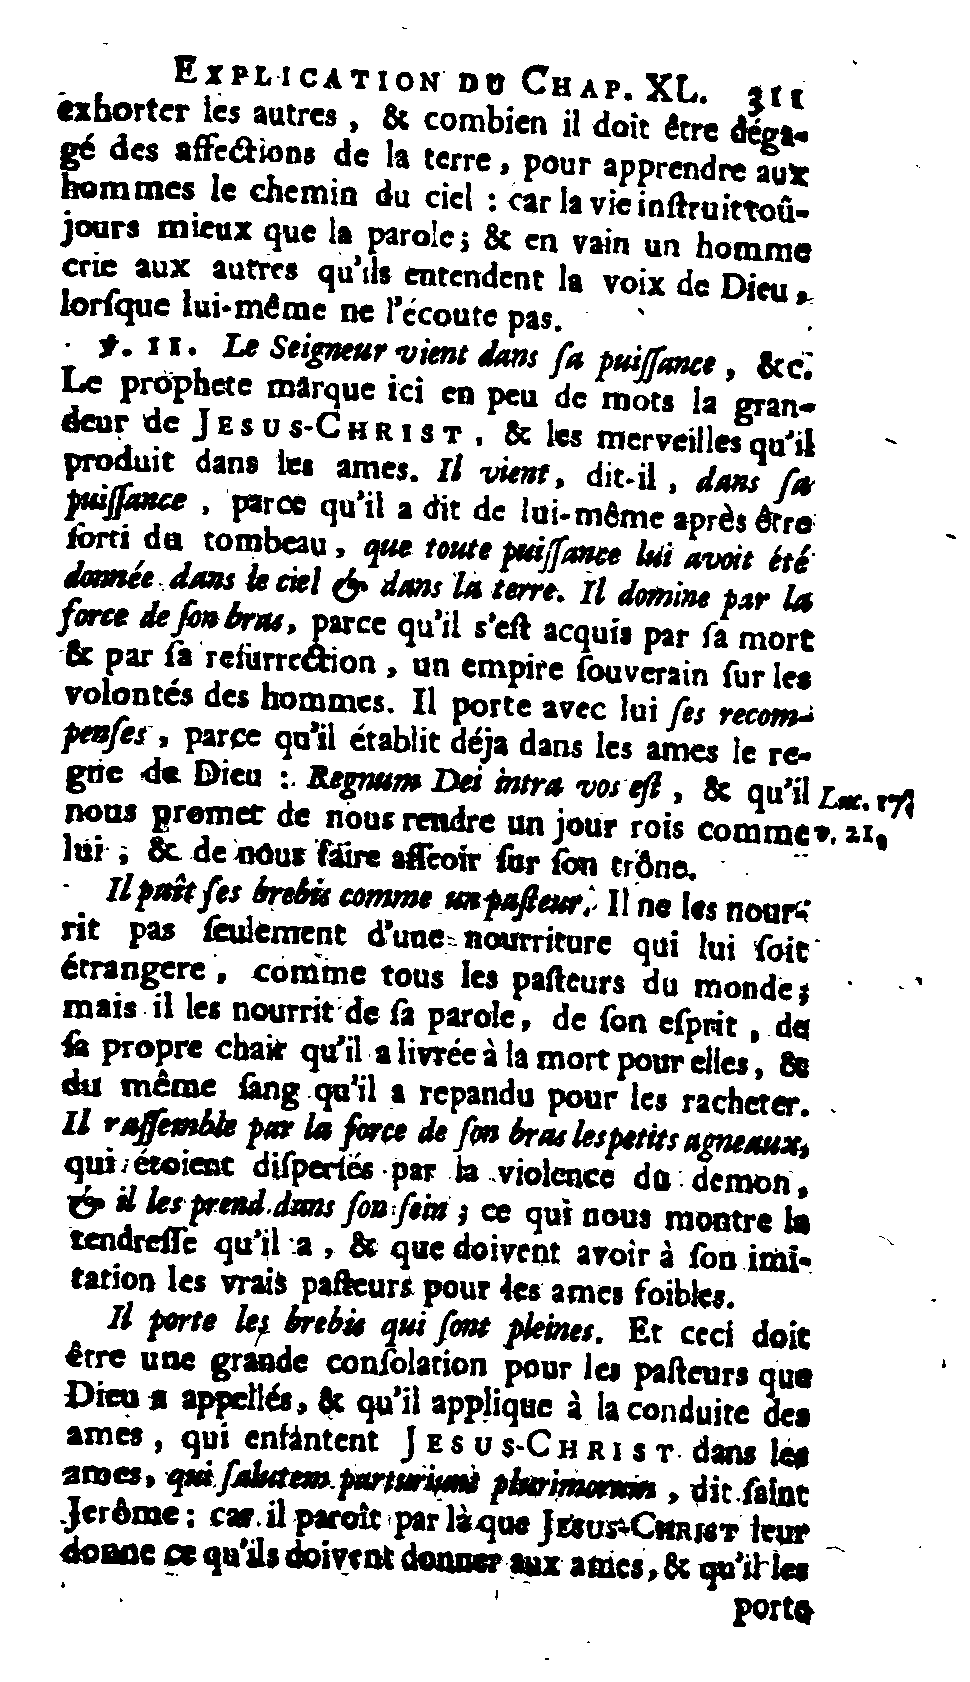 EXPLICATION DU CHAP. XL. 311
exhorter les autres, & combien il doit être déga-
gé des affections de la terre, pour apprendre aux
hommes le chemin du ciel : car la vie inſtruit toû-
jours mieux que la parole; & en vain un homme
crie aux autres qu'ils entendent la voix de Dieu,
lorſque lui-même ne l'écoute pas.
℣. 11. Le Seigneur vient dans ſa puiſſance, &c.
Le prophete marque ici en peu de mots la gran-
deur de JESUS-CHRIST, & les merveilles qu'il
produit dans les ames. Il vient, dit-il, dans ſa
puiſſance, parce qu'il a dit de lui-même après être
ſorti du tombeau, que toute puiſſance lui avoit été
donnée dans le ciel & dans la terre. Il domine par la
force de ſon bras, parce qu'il s'eſt acquis par ſa mort
& par ſa reſurrection, un empire ſouverain ſur les
volontés des hommes. Il porte avec lui ſes recom-
penſes, parce qu'il établit déja dans les ames le re-
gne de Dieu : Regnum Dei intra vos eſt, & qu'il
Luc. 17.
nous promet de nous rendre un jour rois comme
v. 21.
lui; & de nous faire aſſeoir ſur ſon trône.
Il paît ſes brebis comme un paſteur. Il ne les nour-
rit pas ſeulement d'une nourriture qui lui ſoit
étrangere, comme tous les paſteurs du monde;
mais il les nourrit de ſa parole, de ſon eſprit, de
ſa propre chair qu'il a livrée à la mort pour elles, &
du même ſang qu'il a repandu pour les racheter.
Il raſſemble par la force de ſon bras les petits agneaux,
qui étoient diſperſés par la violence du demon,
& il les prend dans ſon ſein; ce qui nous montre la
tendreſſe qu'il a, & que doivent avoir à ſon imi-
tation les vrais paſteurs pour les ames foibles.
Il porte les brebis qui ſont pleines. Et ceci doit
être une grande conſolation pour les paſteurs que
Dieu a appellés, & qu'il applique à la conduite des
ames, qui enfantent JESUS-CHRIST dans les
ames, qui ſalutem parturiunt plurimorum, dit ſaint
Jerôme : car il paroît par là que JESUS-CHRIST leur
donne ce qu'ils doivent donner aux ames, & qu'il les
porte